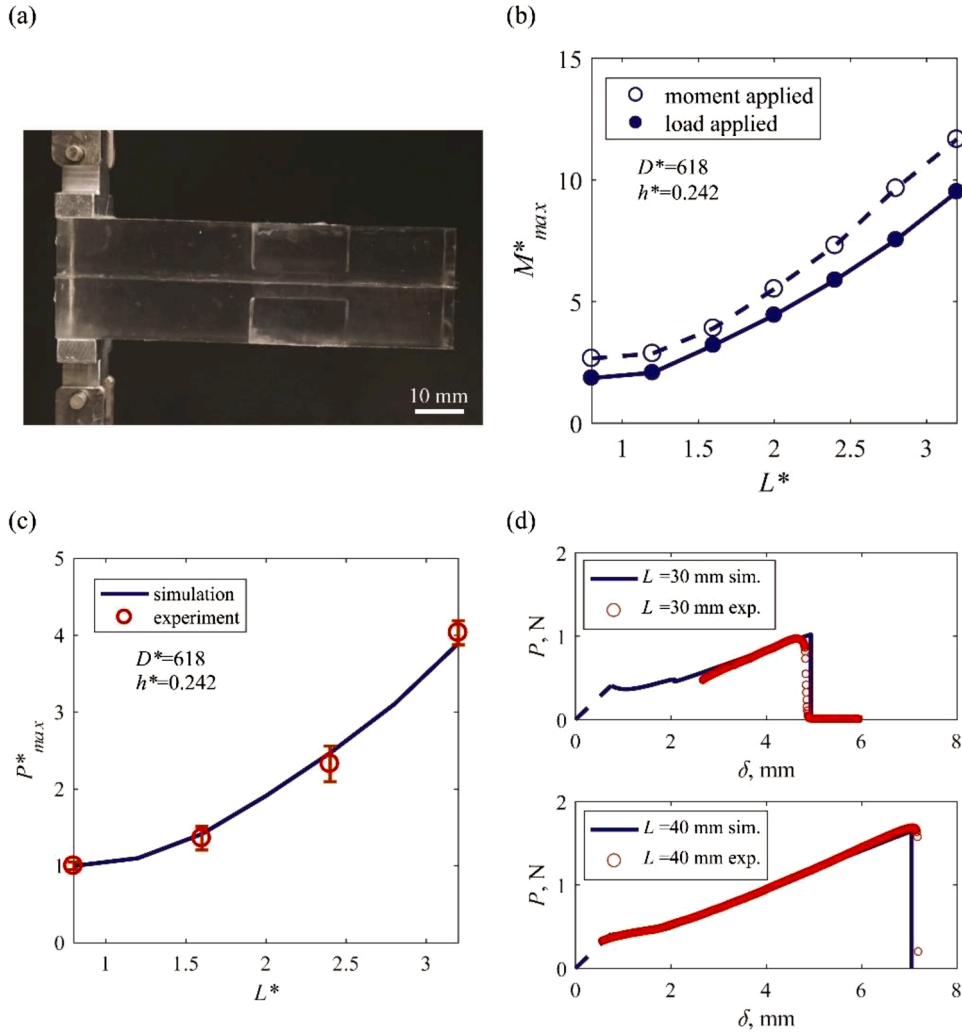 (a)
10 mm
(b)
15
10
5
0
1
1.5
2
2.5
3
M*max
L*
moment applied
load applied
D*=618
h*=0.242
(c)
5
4
3
2
1
0
1
1.5
2
2.5
3
P*max
L*
simulation
experiment
D*=618
h*=0.242
(d)
2
1
0
0
2
4
6
8
P, N
δ, mm
L =30 mm sim.
L =30 mm exp.
2
1
0
0
2
4
6
8
P, N
δ, mm
L =40 mm sim.
L =40 mm exp.